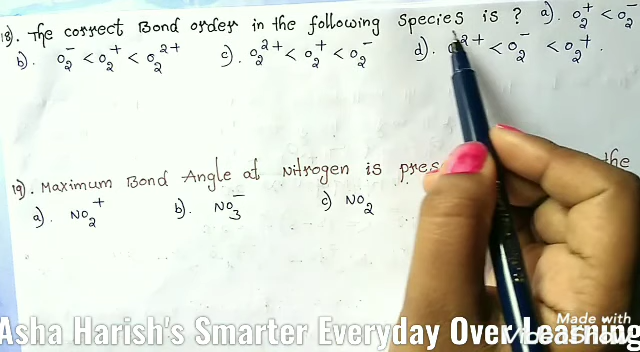 18). The correct Bond order in the following Species is ? a). O₂⁺ < O₂⁻
b). O₂⁻ < O₂⁺ < O₂²⁺ c). O₂²⁺ < O₂⁺ < O₂⁻ d). O₂²⁺ < O₂⁻ < O₂⁺.
19). Maximum Bond Angle at Nitrogen is pres the
a). NO₂⁺ b). NO₃⁻ c) NO₂
Asha Harish's Smarter Everyday Over Learning
Made with